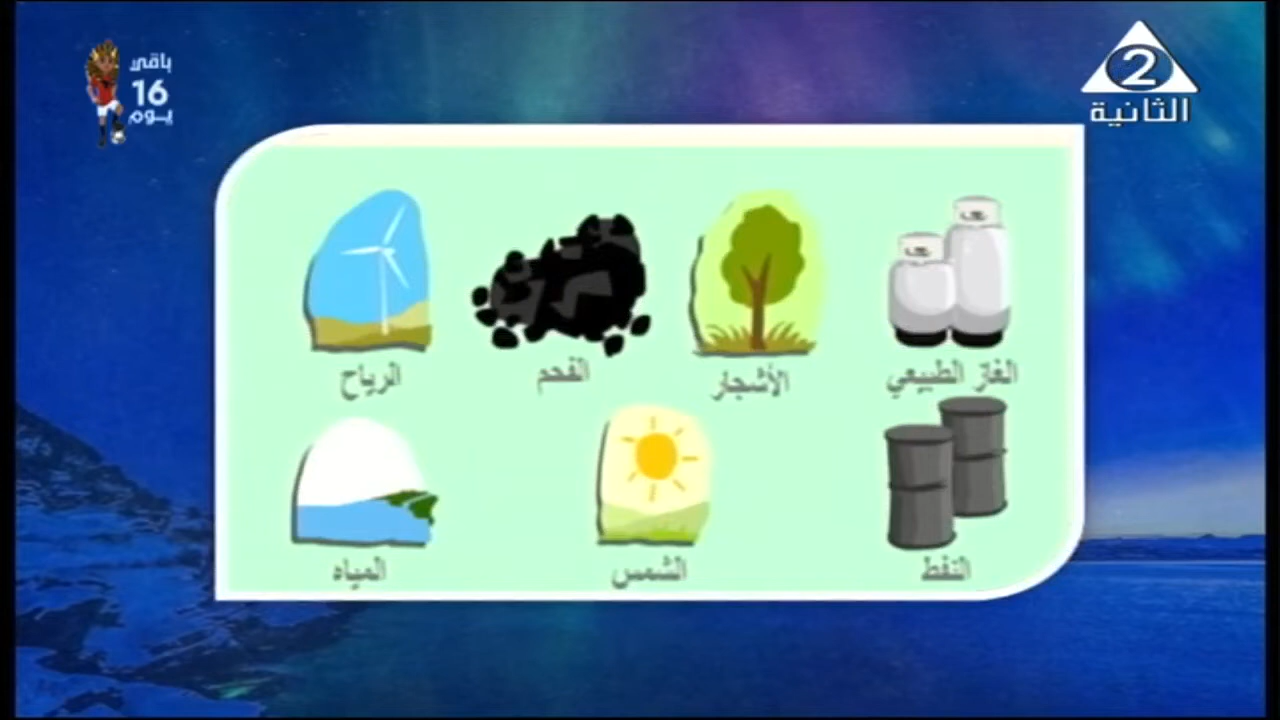 باقي
16
يوم
2
الثانية
الغاز الطبيعي
الأشجار
الفحم
الرياح
النفط
الشمس
المياه